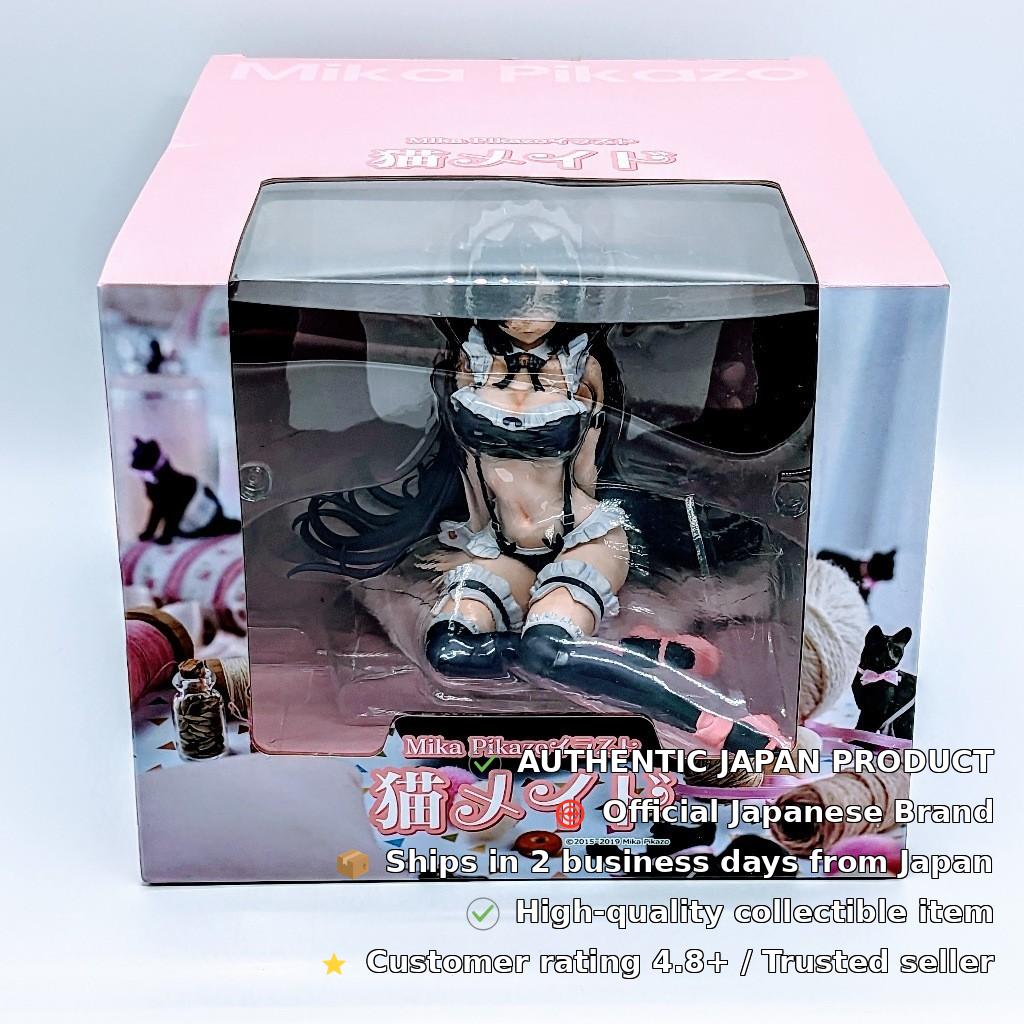 Mika Pikazo
Mika Pikazoイラスト
猫メイド
Mika Pikazoイラスト
猫メイド
©2015-2019 Mika Pikazo
AUTHENTIC JAPAN PRODUCT
Official Japanese Brand
Ships in 2 business days from Japan
High-quality collectible item
Customer rating 4.8+ / Trusted seller